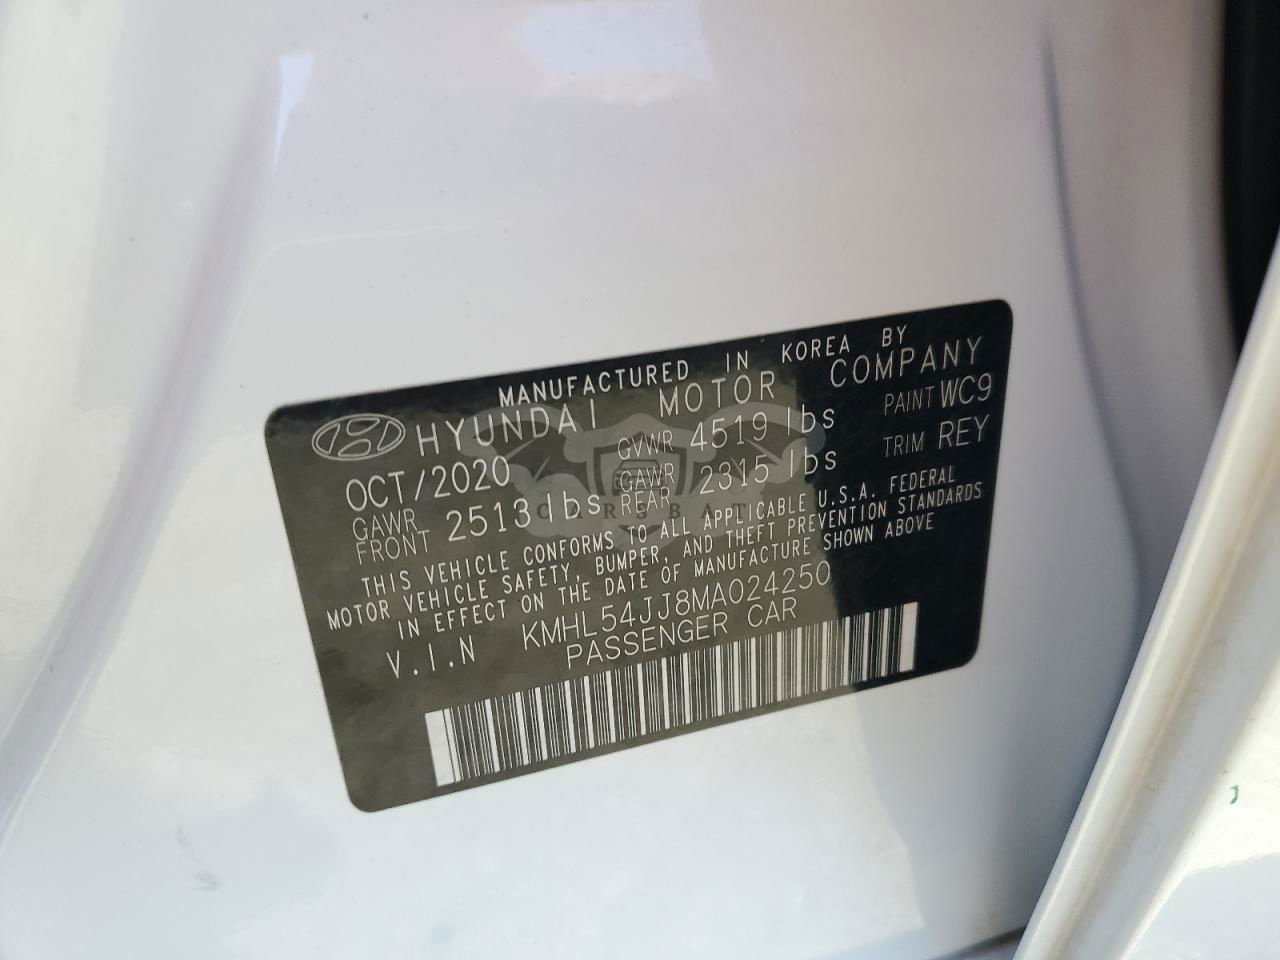 MANUFACTURED IN KOREA BY
HYUNDAI MOTOR COMPANY
OCT/2020 GVWR 4519 lbs PAINT WC9
GAWR FRONT 2513 lbs GAWR REAR 2315 lbs TRIM REY
THIS VEHICLE CONFORMS TO ALL APPLICABLE U.S.A. FEDERAL
MOTOR VEHICLE SAFETY, BUMPER, AND THEFT PREVENTION STANDARDS
IN EFFECT ON THE DATE OF MANUFACTURE SHOWN ABOVE
V.I.N KMHL54JJ8MA024250
PASSENGER CAR
CARSBAT